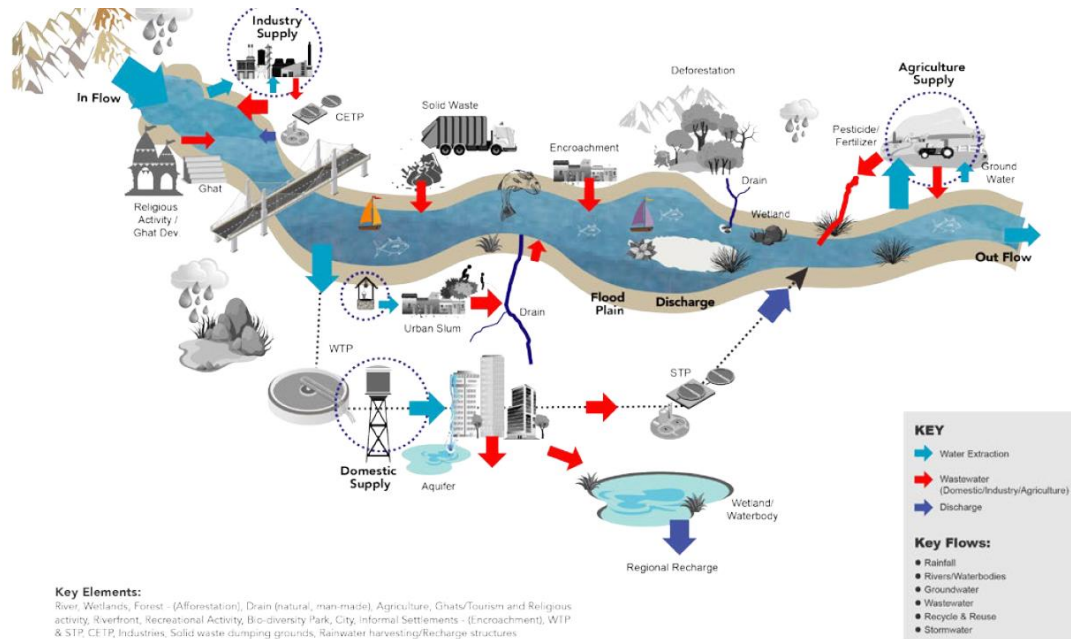 Industry
Supply
In Flow
CETP
Solid Waste
Deforestation
Agriculture
Supply
Pesticide/
Fertilizer
Encroachment
Ground
Water
Ghat
Religious
Activity /
Ghat Dev.
Drain
Wetland
Out Flow
Flood
Plain
Discharge
Urban Slum
Drain
WTP
STP
Domestic
Supply
Aquifer
Wetland/
Waterbody
Regional Recharge
KEY
Water Extraction
Wastewater
(Domestic/Industry/Agriculture)
Discharge
Key Flows:
• Rainfall
• Rivers/Waterbodies
• Groundwater
• Wastewater
• Recycle & Reuse
• Stormwater
Key Elements:
River, Wetlands, Forest - (Afforestation), Drain (natural, man-made), Agriculture, Ghats/Tourism and Religious
activity, Riverfront, Recreational Activity, Bio-diversity Park, City, Informal Settlements - (Encroachment), WTP
& STP, CETP, Industries, Solid waste dumping grounds, Rainwater harvesting/Recharge structures